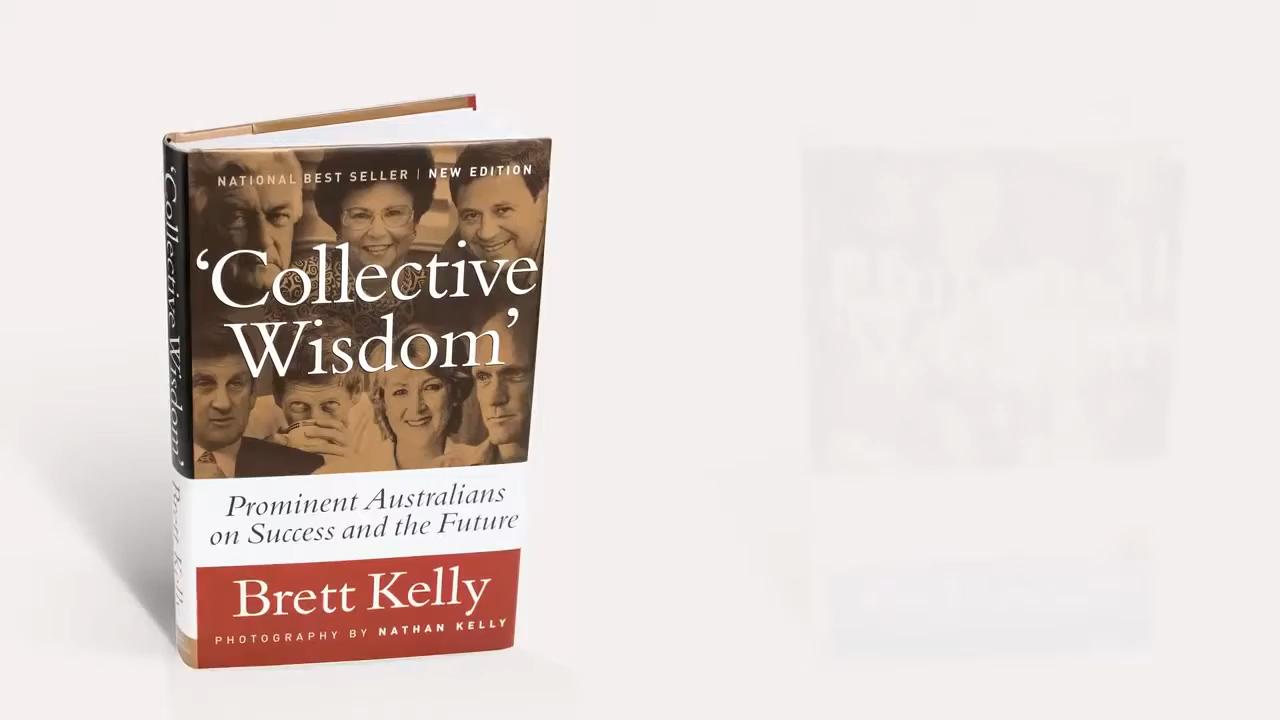 NATIONAL BEST SELLER | NEW EDITION
‘Collective
Wisdom’
Prominent Australians
on Success and the Future
Brett Kelly
PHOTOGRAPHY BY NATHAN KELLY
‘Collective Wisdom’ Brett Kelly